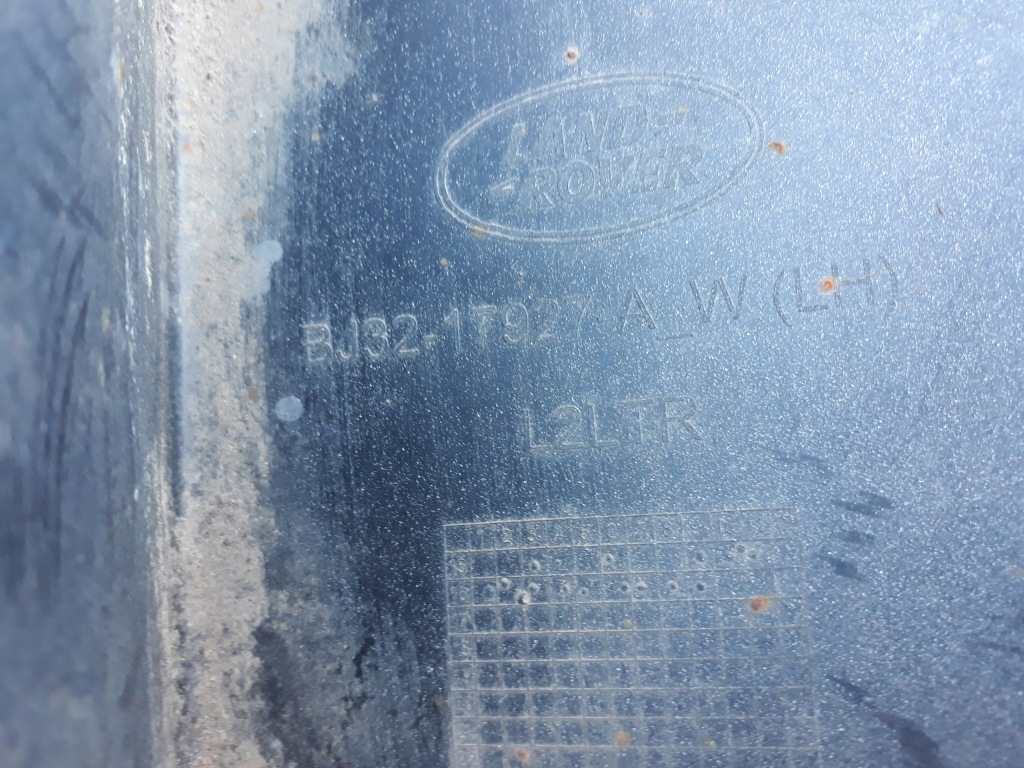 LAND-
-ROVER
BJ32-17927-A_W (LH)
L2LTR